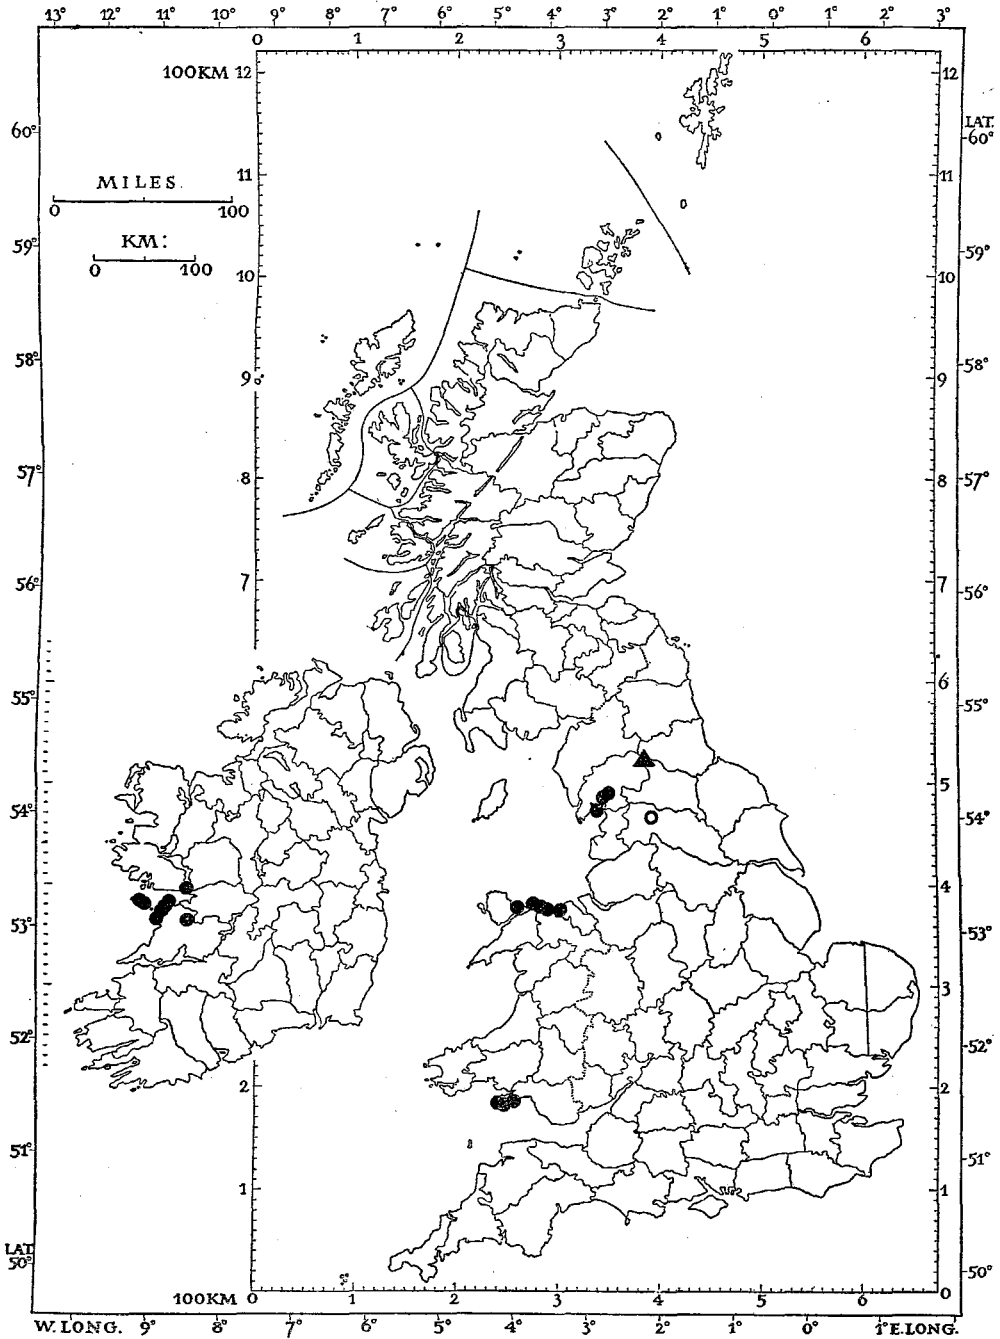 13° 12° 11° 10° 9° 8° 7° 6° 5° 4° 3° 2° 1° 0° 1° 2° 3°
0 1 2 3 4 5 6
100KM 12 12
60° LAT. 60°
MILES. 11 11
0 100
59° KM: 59°
0 100 10 10
58° 9 9 58°
57° 8 8 57°
56° 7 7 56°
55° 6 55°
5
54° 54°
4
53° 53°
3
52° 52°
2 2
51° 51°
1 1
LAT. 50° 50°
100KM 0 1 2 3 4 5 6 0
W. LONG. 9° 8° 7° 6° 5° 4° 3° 2° 1° 0° 1° E. LONG.